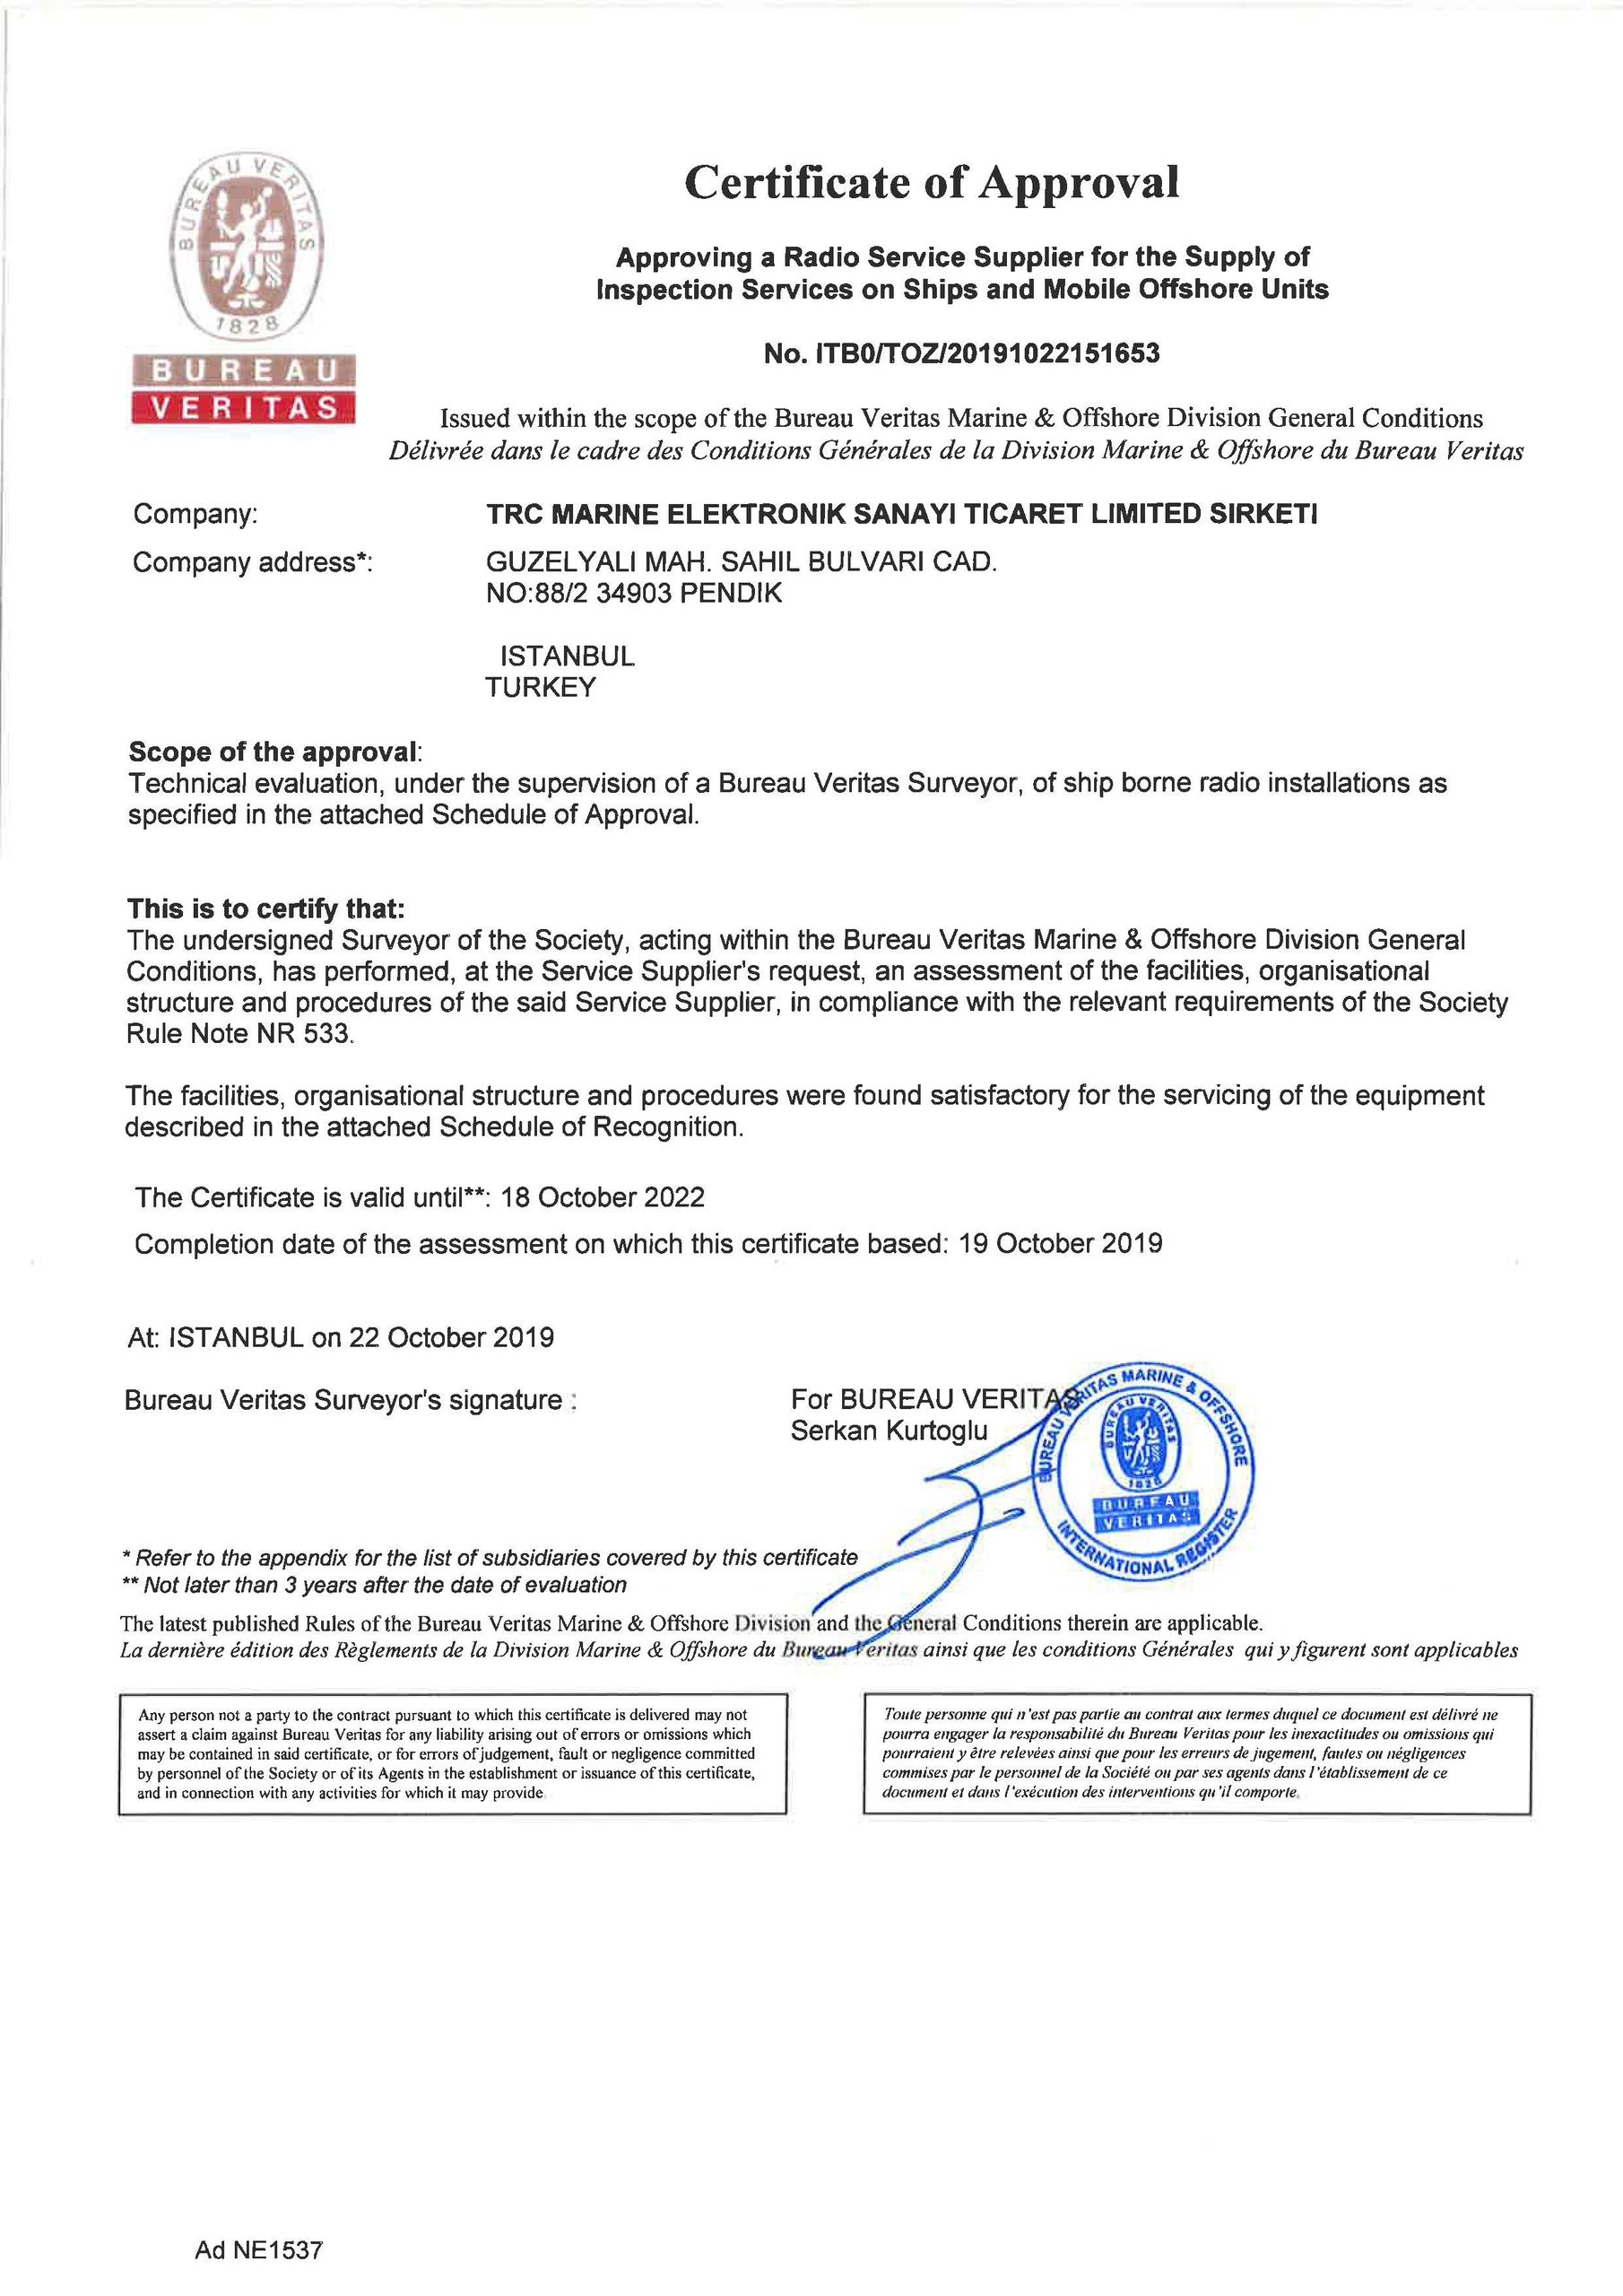 BUREAU VERITAS
1828
BUREAU
VERITAS
Certificate of Approval
Approving a Radio Service Supplier for the Supply of
Inspection Services on Ships and Mobile Offshore Units
No. ITB0/TOZ/20191022151653
Issued within the scope of the Bureau Veritas Marine & Offshore Division General Conditions
Délivrée dans le cadre des Conditions Générales de la Division Marine & Offshore du Bureau Veritas
Company: TRC MARINE ELEKTRONIK SANAYI TICARET LIMITED SIRKETI
Company address*: GUZELYALI MAH. SAHIL BULVARI CAD.
NO:88/2 34903 PENDIK
ISTANBUL
TURKEY
Scope of the approval:
Technical evaluation, under the supervision of a Bureau Veritas Surveyor, of ship borne radio installations as
specified in the attached Schedule of Approval.
This is to certify that:
The undersigned Surveyor of the Society, acting within the Bureau Veritas Marine & Offshore Division General
Conditions, has performed, at the Service Supplier's request, an assessment of the facilities, organisational
structure and procedures of the said Service Supplier, in compliance with the relevant requirements of the Society
Rule Note NR 533.
The facilities, organisational structure and procedures were found satisfactory for the servicing of the equipment
described in the attached Schedule of Recognition.
The Certificate is valid until**: 18 October 2022
Completion date of the assessment on which this certificate based: 19 October 2019
At: ISTANBUL on 22 October 2019
Bureau Veritas Surveyor's signature :
For BUREAU VERITAS
Serkan Kurtoglu
BUREAU VERITAS MARINE & OFFSHORE
BUREAU VERITAS
1828
BUREAU
VERITAS
INTERNATIONAL REGISTER
* Refer to the appendix for the list of subsidiaries covered by this certificate
** Not later than 3 years after the date of evaluation
The latest published Rules of the Bureau Veritas Marine & Offshore Division and the General Conditions therein are applicable.
La dernière édition des Règlements de la Division Marine & Offshore du Bureau Veritas ainsi que les conditions Générales qui y figurent sont applicables
Any person not a party to the contract pursuant to which this certificate is delivered may not
assert a claim against Bureau Veritas for any liability arising out of errors or omissions which
may be contained in said certificate, or for errors of judgement, fault or negligence committed
by personnel of the Society or of its Agents in the establishment or issuance of this certificate,
and in connection with any activities for which it may provide
Toute personne qui n'est pas partie au contrat aux termes duquel ce document est délivré ne
pourra engager la responsabilité du Bureau Veritas pour les inexactitudes ou omissions qui
pourraient y être relevées ainsi que pour les erreurs de jugement, fautes ou négligences
commises par le personnel de la Société ou par ses agents dans l'établissement de ce
document et dans l'exécution des interventions qu'il comporte.
Ad NE1537